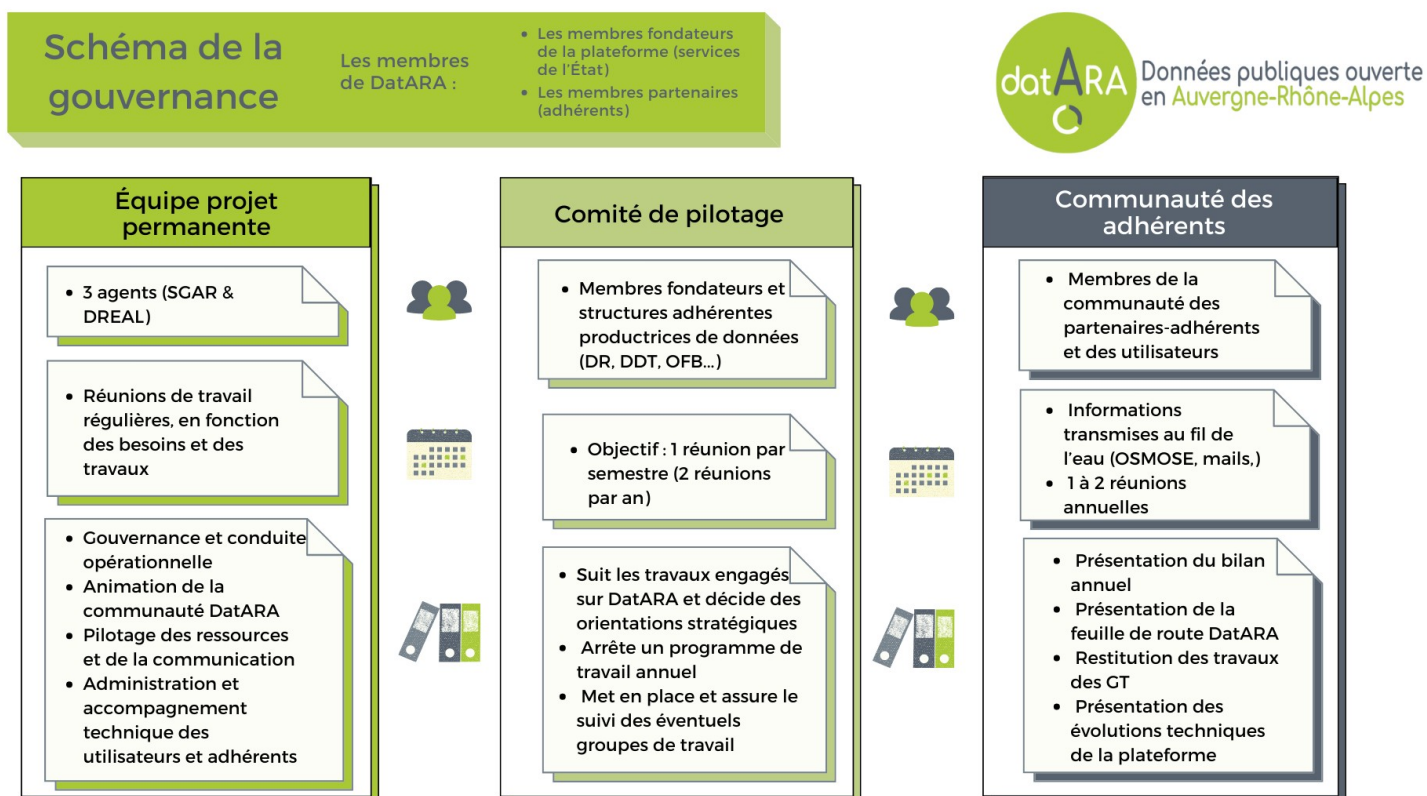 Schéma de la
gouvernance
Les membres
de DatARA :
• Les membres fondateurs
de la plateforme (services
de l'État)
• Les membres partenaires
(adhérents)
datARA
Données publiques ouverte
en Auvergne-Rhône-Alpes
Équipe projet
permanente
• 3 agents (SGAR &
DREAL)
• Réunions de travail
régulières, en fonction
des besoins et des
travaux
• Gouvernance et conduite
opérationnelle
• Animation de la
communauté DatARA
• Pilotage des ressources
et de la communication
• Administration et
accompagnement
technique des
utilisateurs et adhérents
Comité de pilotage
• Membres fondateurs et
structures adhérentes
productrices de données
(DR, DDT, OFB...)
• Objectif : 1 réunion par
semestre (2 réunions
par an)
• Suit les travaux engagés
sur DatARA et décide des
orientations stratégiques
• Arrête un programme de
travail annuel
• Met en place et assure le
suivi des éventuels
groupes de travail
Communauté des
adhérents
• Membres de la
communauté des
partenaires-adhérents
et des utilisateurs
• Informations
transmises au fil de
l'eau (OSMOSE, mails,)
• 1 à 2 réunions
annuelles
• Présentation du bilan
annuel
• Présentation de la
feuille de route DatARA
• Restitution des travaux
des GT
• Présentation des
évolutions techniques
de la plateforme